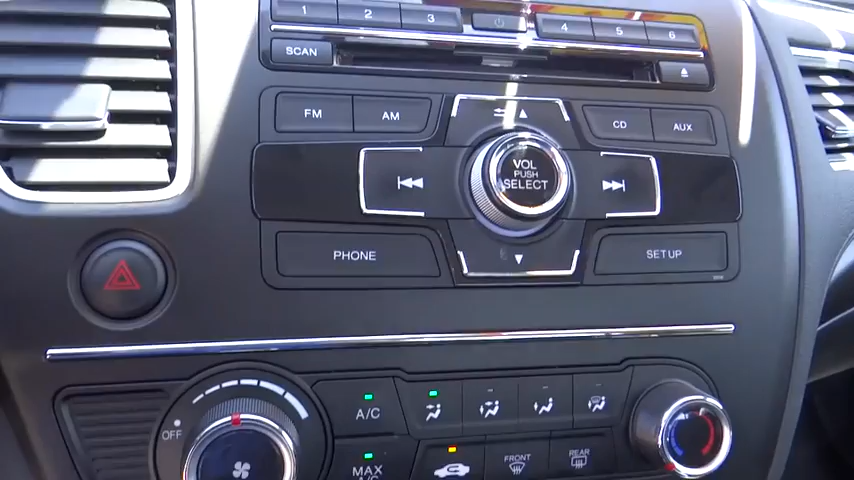 1 2 3 4 5 6
SCAN
FM AM CD AUX
VOL
PUSH
SELECT
PHONE SETUP
OFF
A/C
MAX
A/C
FRONT
REAR